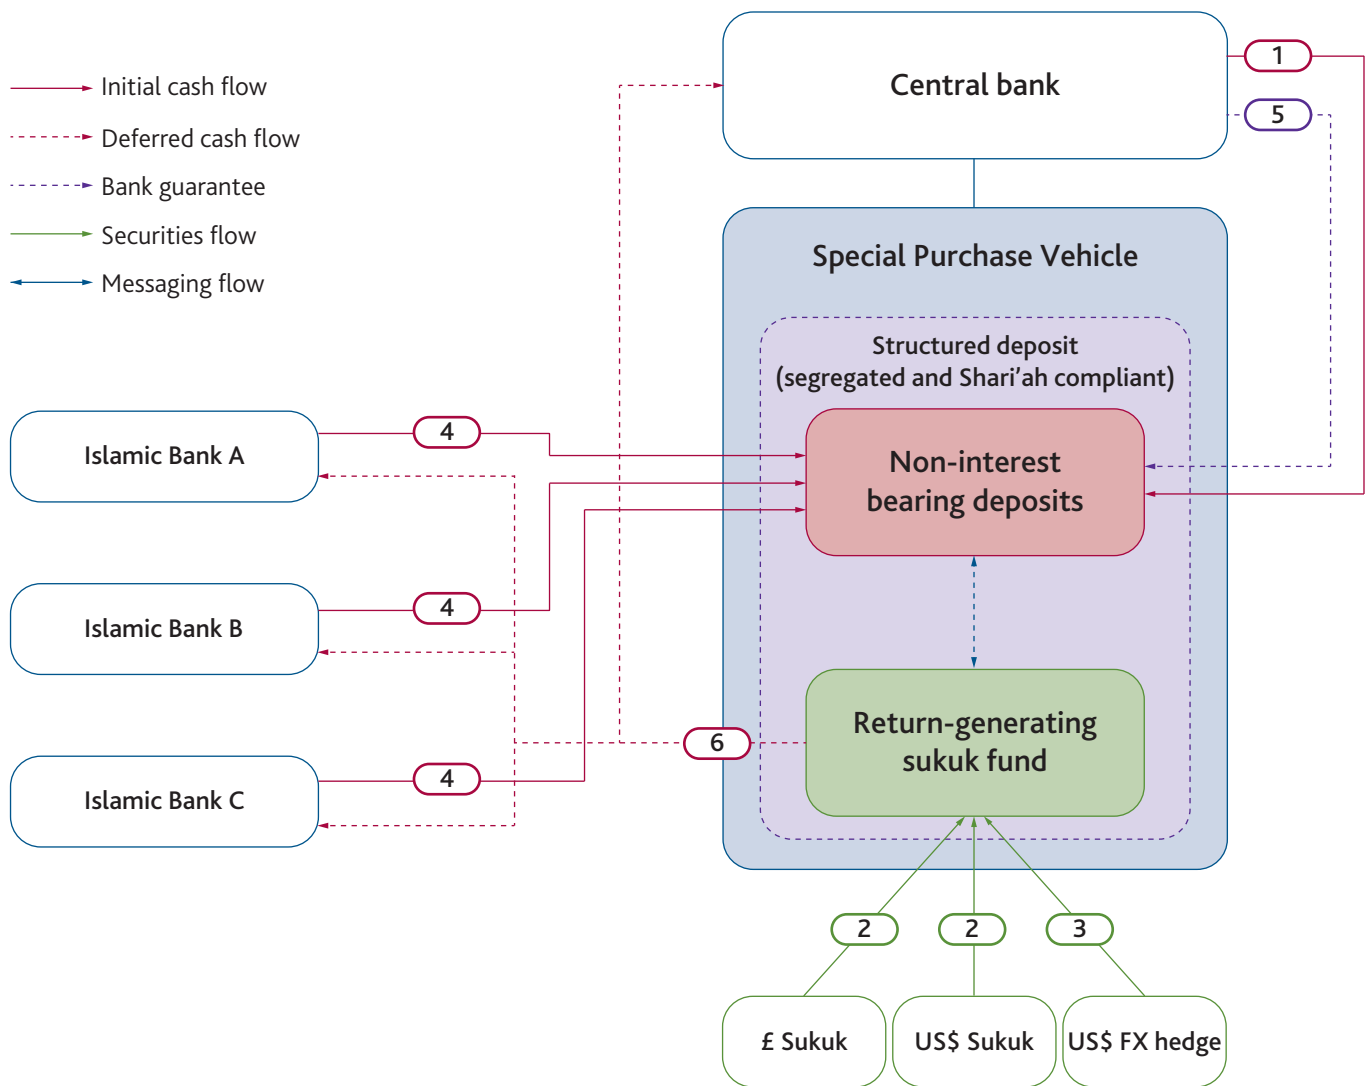 Central bank
1
5
Initial cash flow
Deferred cash flow
Bank guarantee
Securities flow
Messaging flow
Special Purchase Vehicle
Structured deposit
(segregated and Shari’ah compliant)
Non-interest
bearing deposits
Islamic Bank A
4
Islamic Bank B
4
Islamic Bank C
4
Return-generating
sukuk fund
6
2
2
3
£ Sukuk
US$ Sukuk
US$ FX hedge